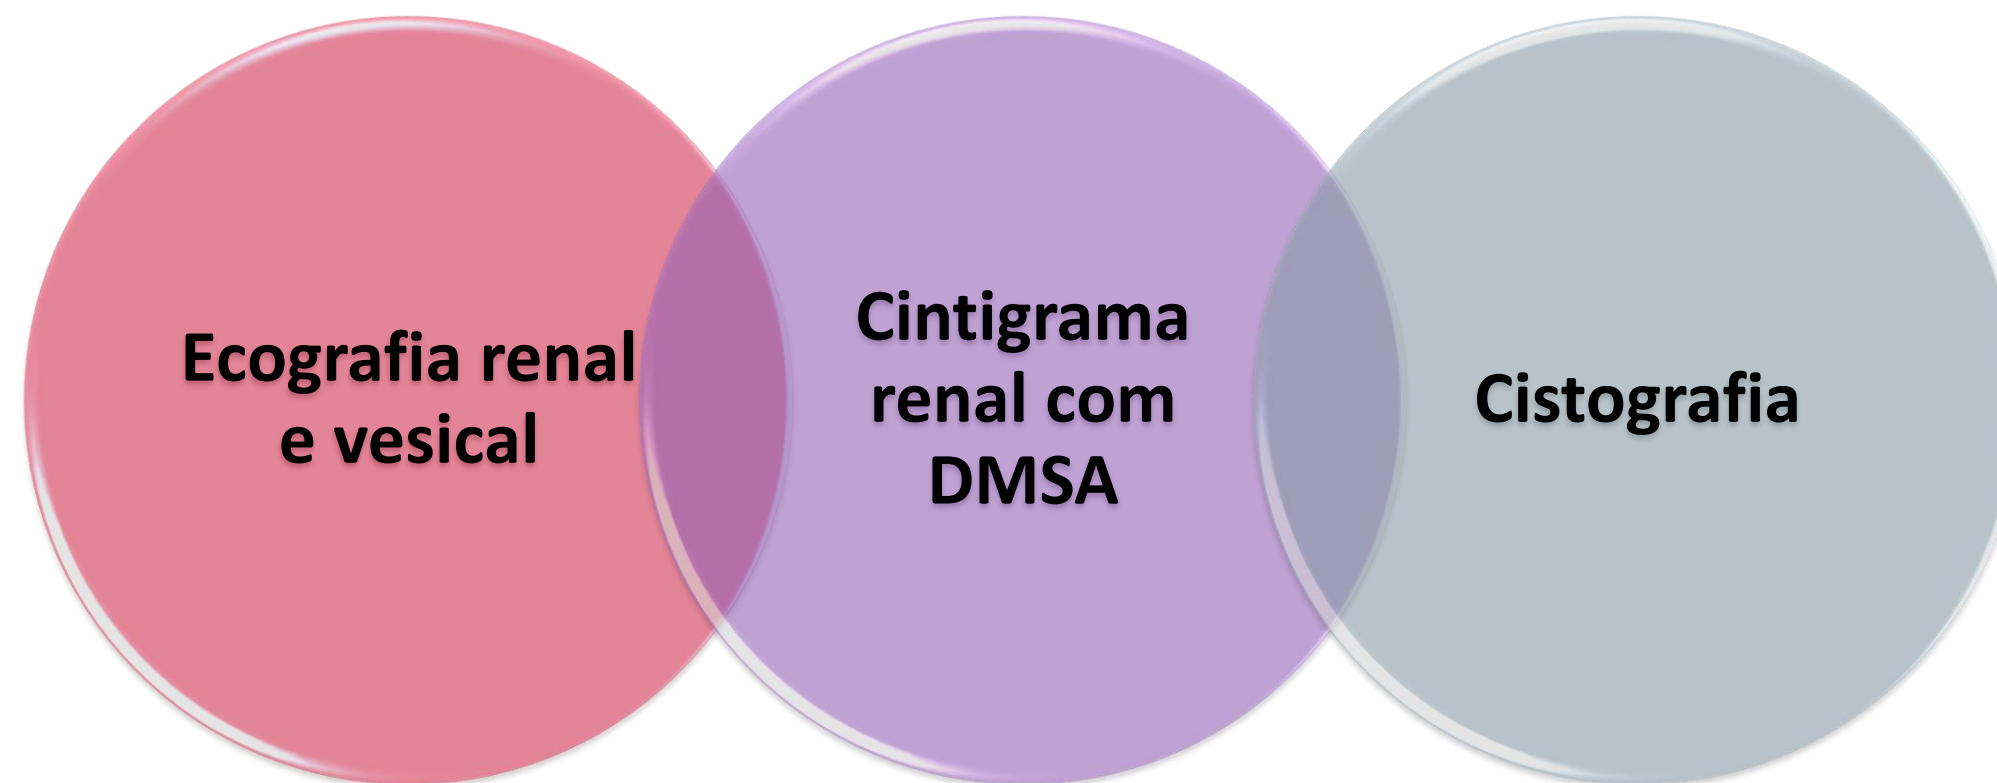 Ecografia renal
e vesical
Cintigrama
renal com
DMSA
Cistografia